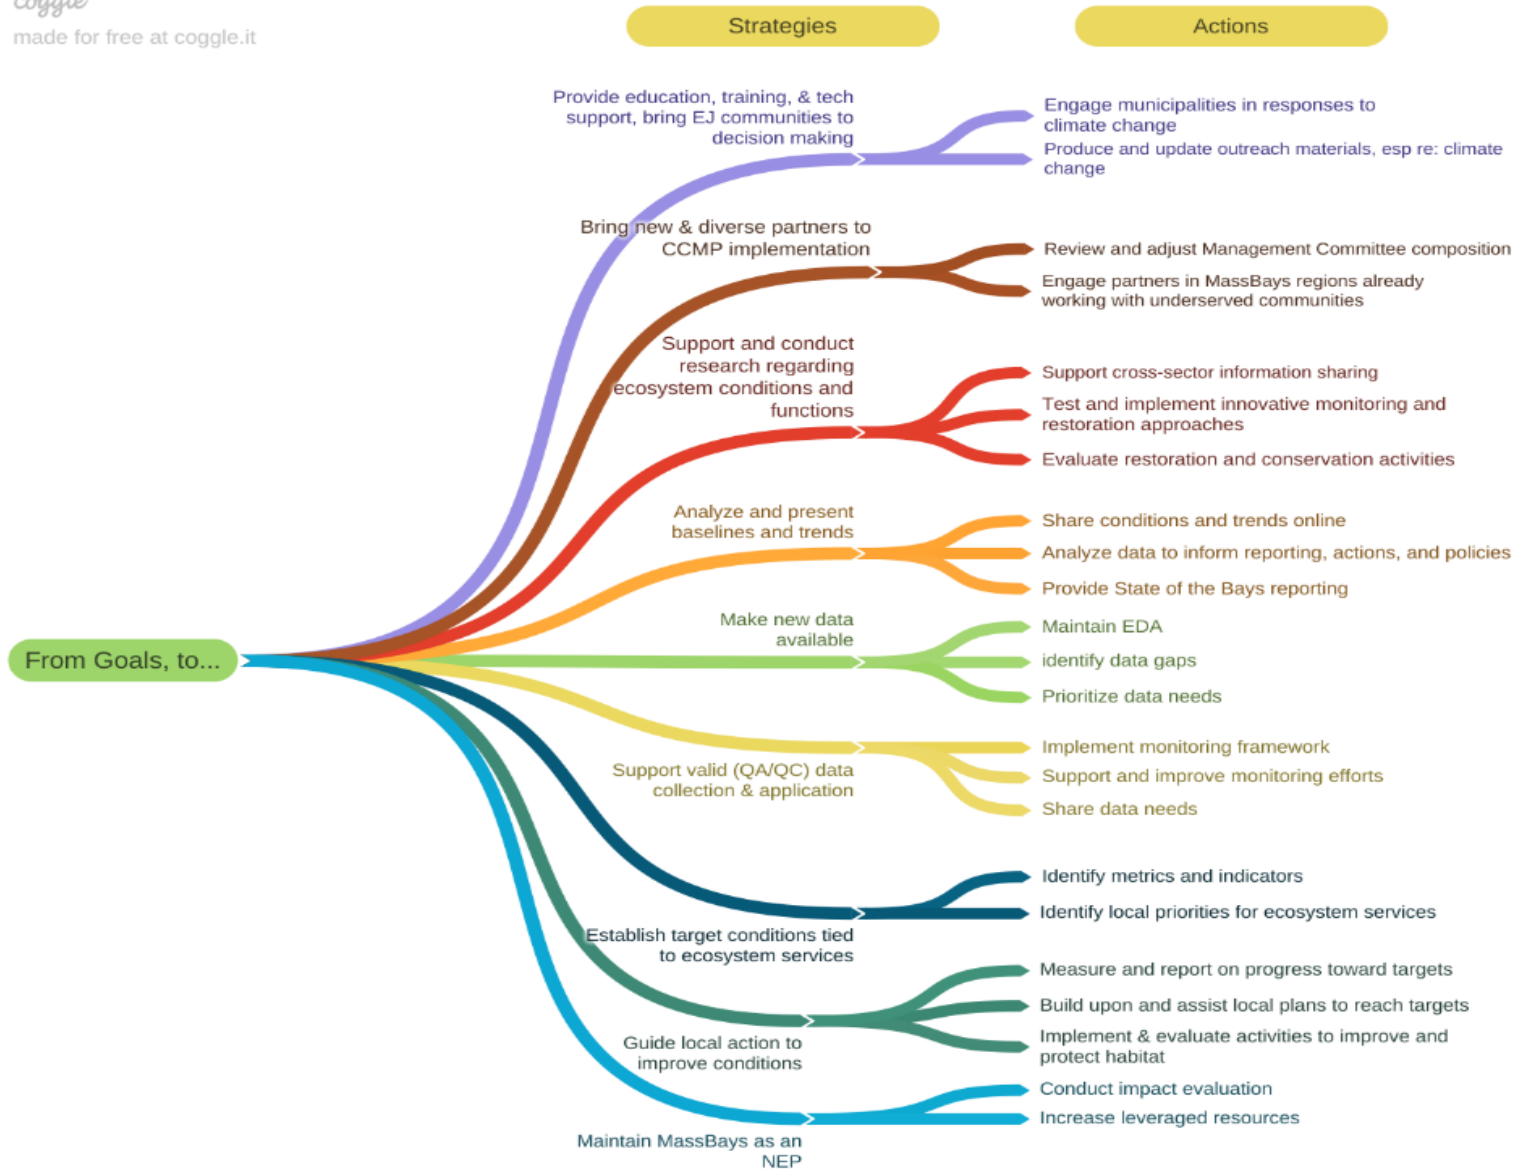 coggle
made for free at coggle.it
Strategies
Actions
Provide education, training, & tech
support, bring EJ communities to
decision making
Engage municipalities in responses to
climate change
Produce and update outreach materials, esp re: climate
change
Bring new & diverse partners to
CCMP implementation
Review and adjust Management Committee composition
Engage partners in MassBays regions already
working with underserved communities
Support and conduct
research regarding
ecosystem conditions and
functions
Support cross-sector information sharing
Test and implement innovative monitoring and
restoration approaches
Evaluate restoration and conservation activities
Analyze and present
baselines and trends
Share conditions and trends online
Analyze data to inform reporting, actions, and policies
Provide State of the Bays reporting
From Goals, to...
Make new data
available
Maintain EDA
identify data gaps
Prioritize data needs
Support valid (QA/QC) data
collection & application
Implement monitoring framework
Support and improve monitoring efforts
Share data needs
Establish target conditions tied
to ecosystem services
Identify metrics and indicators
Identify local priorities for ecosystem services
Guide local action to
improve conditions
Measure and report on progress toward targets
Build upon and assist local plans to reach targets
Implement & evaluate activities to improve and
protect habitat
Maintain MassBays as an
NEP
Conduct impact evaluation
Increase leveraged resources